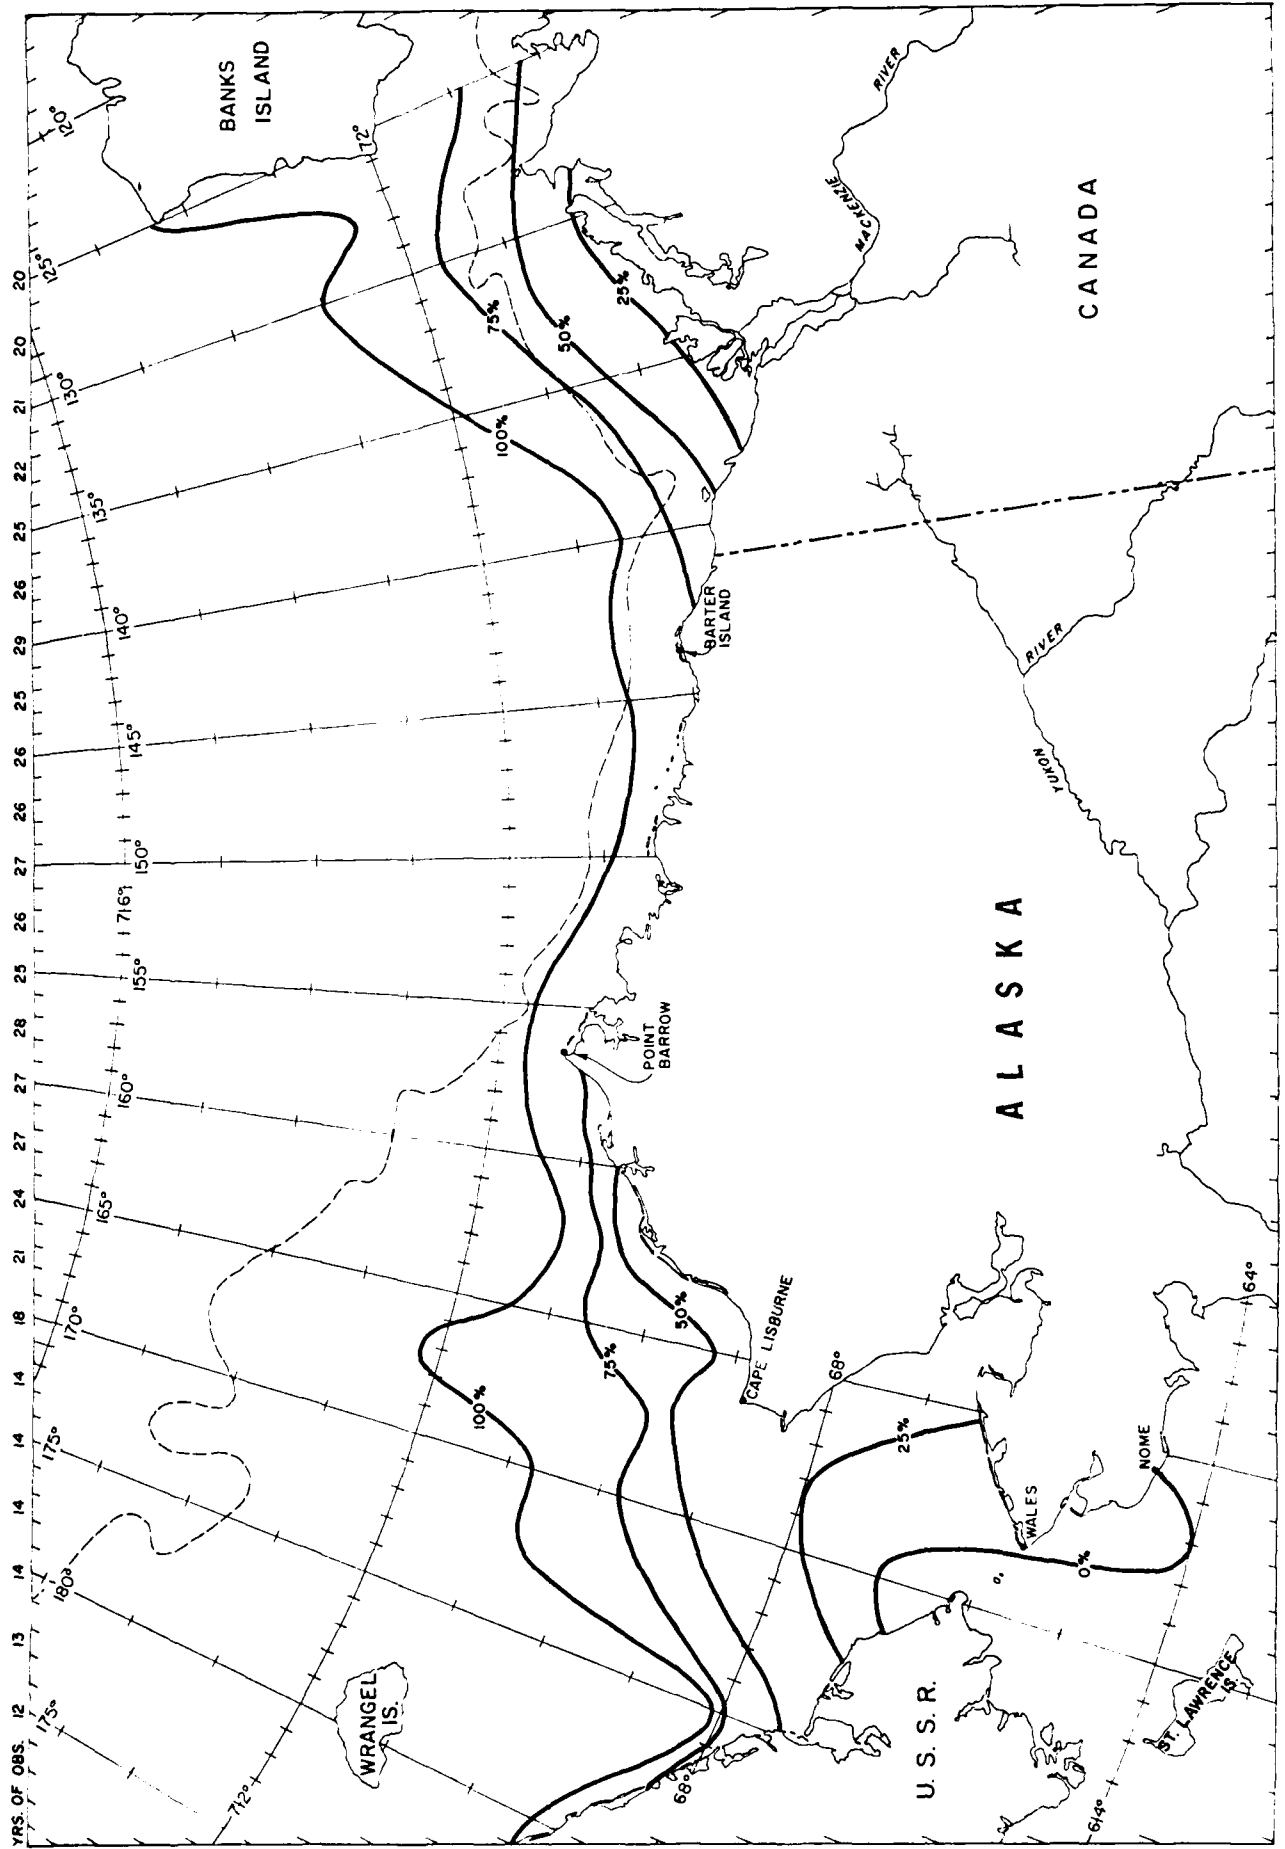 YRS. OF OBS. 12 13 14 14 14 14 18 21 24 27 27 28 25 26 27 26 26 25 29 26 25 22 21 20 20
175°
180°
175°
170°
165°
160°
155°
150°
145°
140°
135°
130°
125°
120°
712°
716°
72°
BANKS
ISLAND
WRANGEL
IS.
100%
75%
50%
100%
75%
50%
25%
25%
0%
68°
68°
64°
614°
POINT
BARROW
BARTER
ISLAND
CAPE LISBURNE
WALES
NOME
ST. LAWRENCE
IS.
U. S. S. R.
ALASKA
CANADA
YUKON
RIVER
MACKENZIE
RIVER